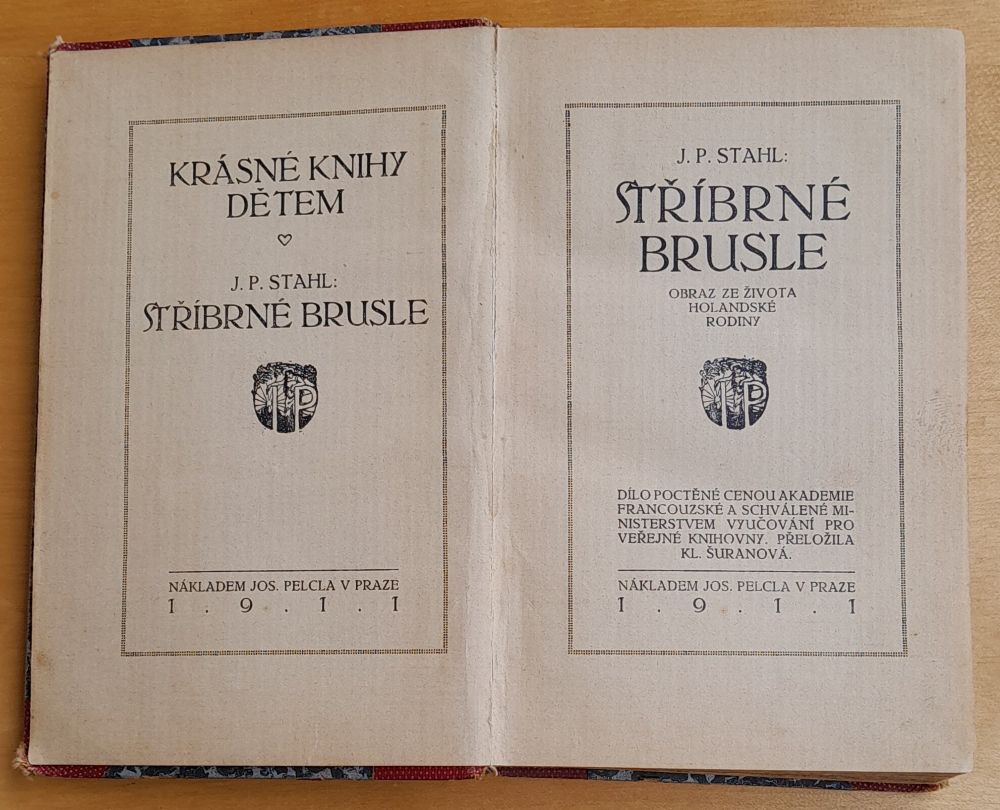 KRÁSNÉ KNIHY
DĚTEM
J. P. STAHL:
STŘÍBRNÉ BRUSLE
JP
NÁKLADEM JOS. PELCLA V PRAZE
1 . 9 . 1 . 1
J. P. STAHL:
STŘÍBRNÉ
BRUSLE
OBRAZ ZE ŽIVOTA
HOLANDSKÉ
RODINY
JP
DÍLO POCTĚNÉ CENOU AKADEMIE
FRANCOUZSKÉ A SCHVÁLENÉ MI-
NISTERSTVEM VYUČOVÁNÍ PRO
VEŘEJNÉ KNIHOVNY. PŘELOŽILA
KL. ŠURANOVÁ.
NÁKLADEM JOS. PELCLA V PRAZE
1 . 9 . 1 . 1